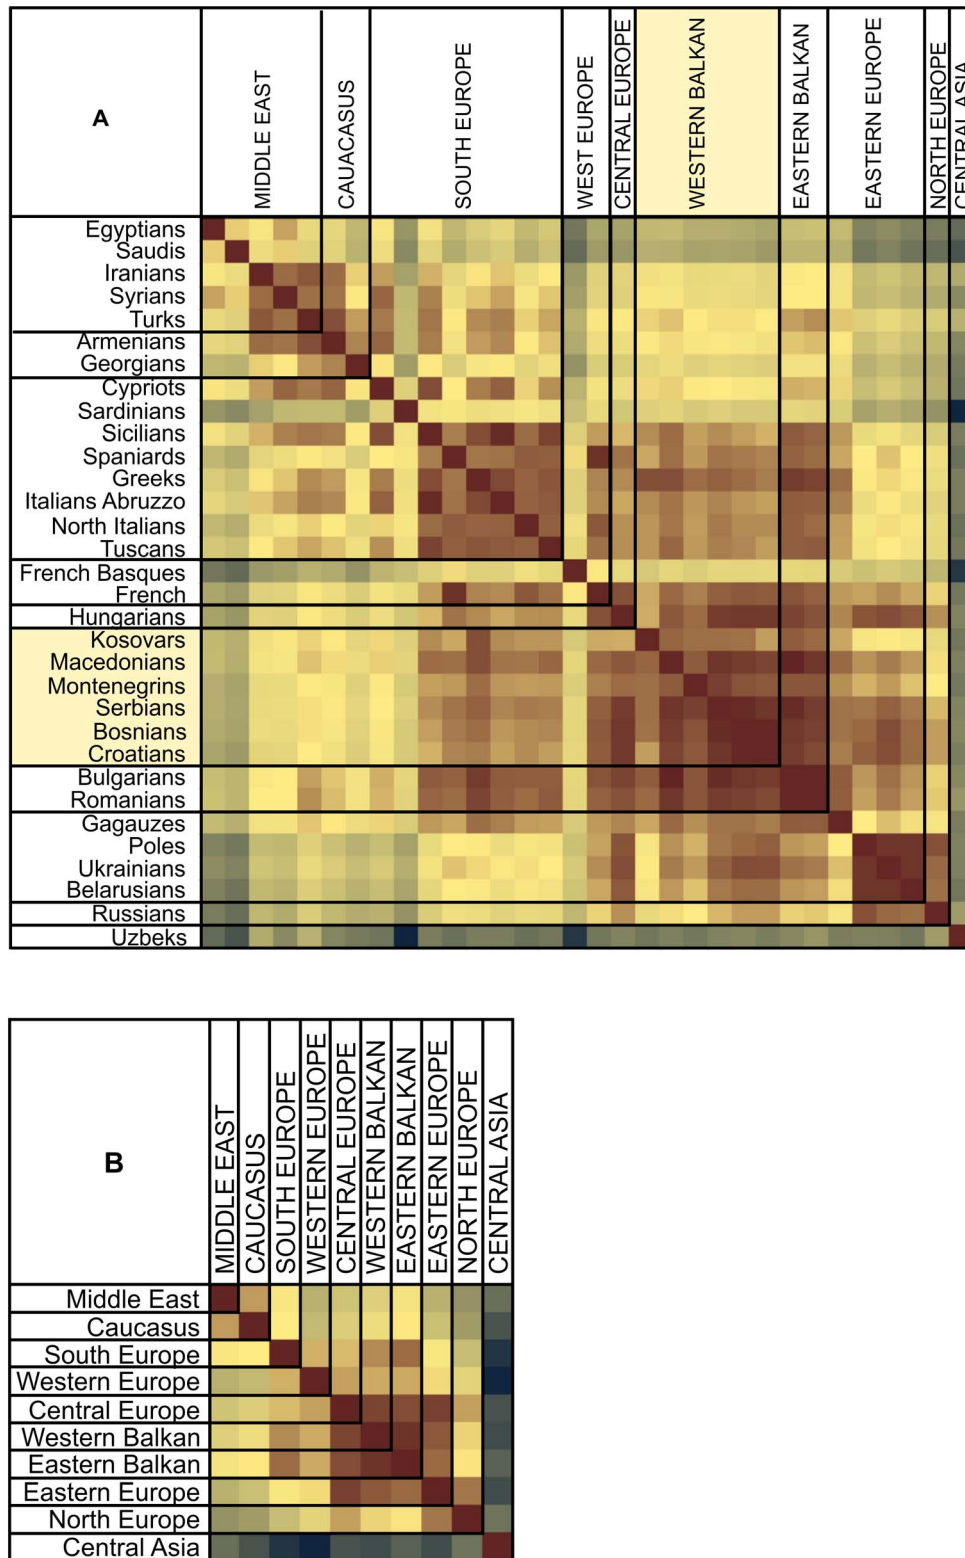 A
MIDDLE EAST
CAUACASUS
SOUTH EUROPE
WEST EUROPE
CENTRAL EUROPE
WESTERN BALKAN
EASTERN BALKAN
EASTERN EUROPE
NORTH EUROPE
CENTRAL ASIA
Egyptians
Saudis
Iranians
Syrians
Turks
Armenians
Georgians
Cypriots
Sardinians
Sicilians
Spaniards
Greeks
Italians Abruzzo
North Italians
Tuscans
French Basques
French
Hungarians
Kosovars
Macedonians
Montenegrins
Serbians
Bosnians
Croatians
Bulgarians
Romanians
Gagauzes
Poles
Ukrainians
Belarusians
Russians
Uzbeks
B
MIDDLE EAST
CAUCASUS
SOUTH EUROPE
WESTERN EUROPE
CENTRAL EUROPE
WESTERN BALKAN
EASTERN BALKAN
EASTERN EUROPE
NORTH EUROPE
CENTRAL ASIA
Middle East
Caucasus
South Europe
Western Europe
Central Europe
Western Balkan
Eastern Balkan
Eastern Europe
North Europe
Central Asia